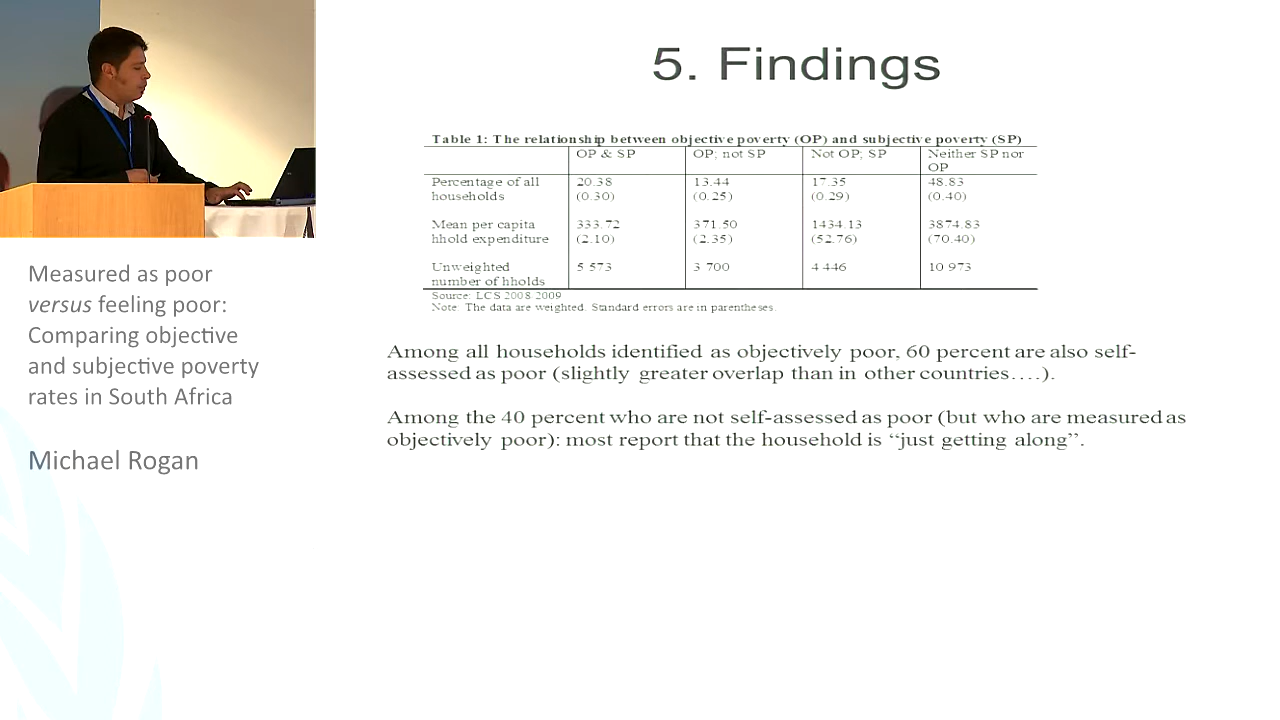 5. Findings
Table 1: The relationship between objective poverty (OP) and subjective poverty (SP)
OP & SP OP; not SP Not OP; SP Neither SP nor OP
Percentage of all households 20.38 (0.30) 13.44 (0.25) 17.35 (0.29) 48.83 (0.40)
Mean per capita hhold expenditure 333.72 (2.10) 371.50 (2.35) 1434.13 (52.76) 3874.83 (70.40)
Unweighted number of hholds 5 573 3 700 4 446 10 973
Source: LCS 2008-2009
Note: The data are weighted. Standard errors are in parentheses.
Among all households identified as objectively poor, 60 percent are also self-
assessed as poor (slightly greater overlap than in other countries….).
Among the 40 percent who are not self-assessed as poor (but who are measured as
objectively poor): most report that the household is “just getting along”.
Measured as poor
versus feeling poor:
Comparing objective
and subjective poverty
rates in South Africa
Michael Rogan